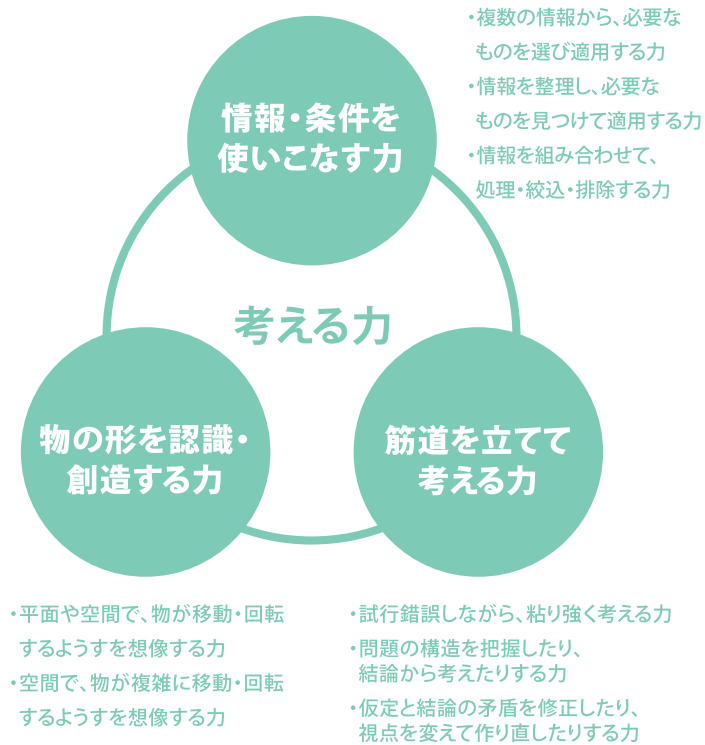 ・複数の情報から、必要な
ものを選び適用する力
・情報を整理し、必要な
ものを見つけて適用する力
・情報を組み合わせて、
処理・絞込・排除する力
情報・条件を
使いこなす力
考える力
物の形を認識・
創造する力
筋道を立てて
考える力
・平面や空間で、物が移動・回転
するようすを想像する力
・空間で、物が複雑に移動・回転
するようすを想像する力
・試行錯誤しながら、粘り強く考える力
・問題の構造を把握したり、
結論から考えたりする力
・仮定と結論の矛盾を修正したり、
視点を変えて作り直したりする力